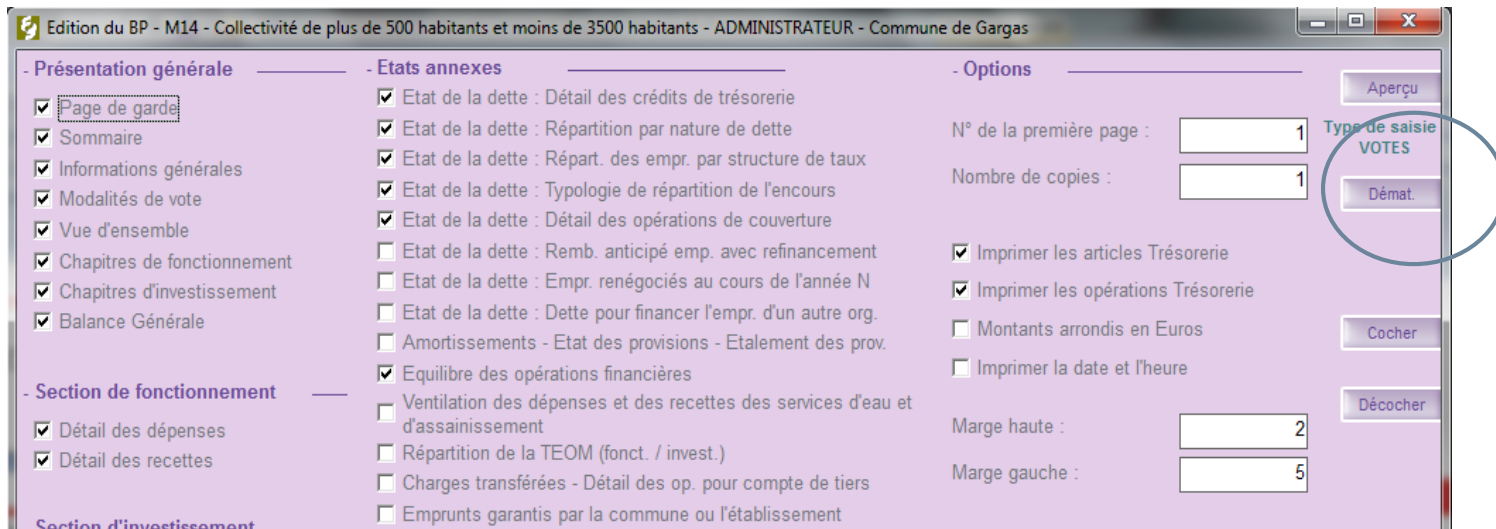 Edition du BP - M14 - Collectivité de plus de 500 habitants et moins de 3500 habitants - ADMINISTRATEUR - Commune de Gargas
- Présentation générale
Page de garde
Sommaire
Informations générales
Modalités de vote
Vue d'ensemble
Chapitres de fonctionnement
Chapitres d'investissement
Balance Générale
- Section de fonctionnement
Détail des dépenses
Détail des recettes
Section d'investissement
- Etats annexes
Etat de la dette : Détail des crédits de trésorerie
Etat de la dette : Répartition par nature de dette
Etat de la dette : Répart. des empr. par structure de taux
Etat de la dette : Typologie de répartition de l'encours
Etat de la dette : Détail des opérations de couverture
Etat de la dette : Remb. anticipé emp. avec refinancement
Etat de la dette : Empr. renégociés au cours de l'année N
Etat de la dette : Dette pour financer l'empr. d'un autre org.
Amortissements - Etat des provisions - Etalement des prov.
Equilibre des opérations financières
Ventilation des dépenses et des recettes des services d'eau et
d'assainissement
Répartition de la TEOM (fonct. / invest.)
Charges transférées - Détail des op. pour compte de tiers
Emprunts garantis par la commune ou l'établissement
- Options
N° de la première page : 1
Nombre de copies : 1
Imprimer les articles Trésorerie
Imprimer les opérations Trésorerie
Montants arrondis en Euros
Imprimer la date et l'heure
Marge haute : 2
Marge gauche : 5
Aperçu
Type de saisie
VOTES
Démat.
Cocher
Décocher